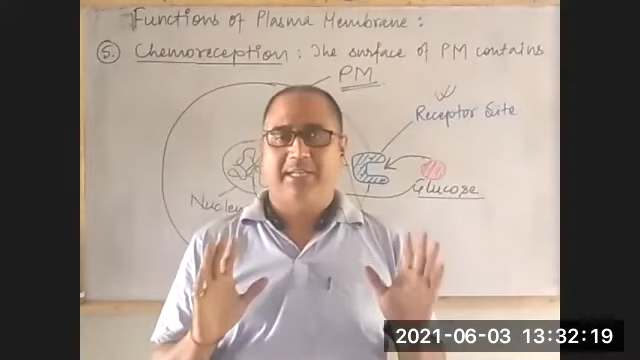 Functions of Plasma Membrane :
5. Chemoreception : The surface of PM contains
PM
Receptor Site
Glucose
2021-06-03 13:32:19